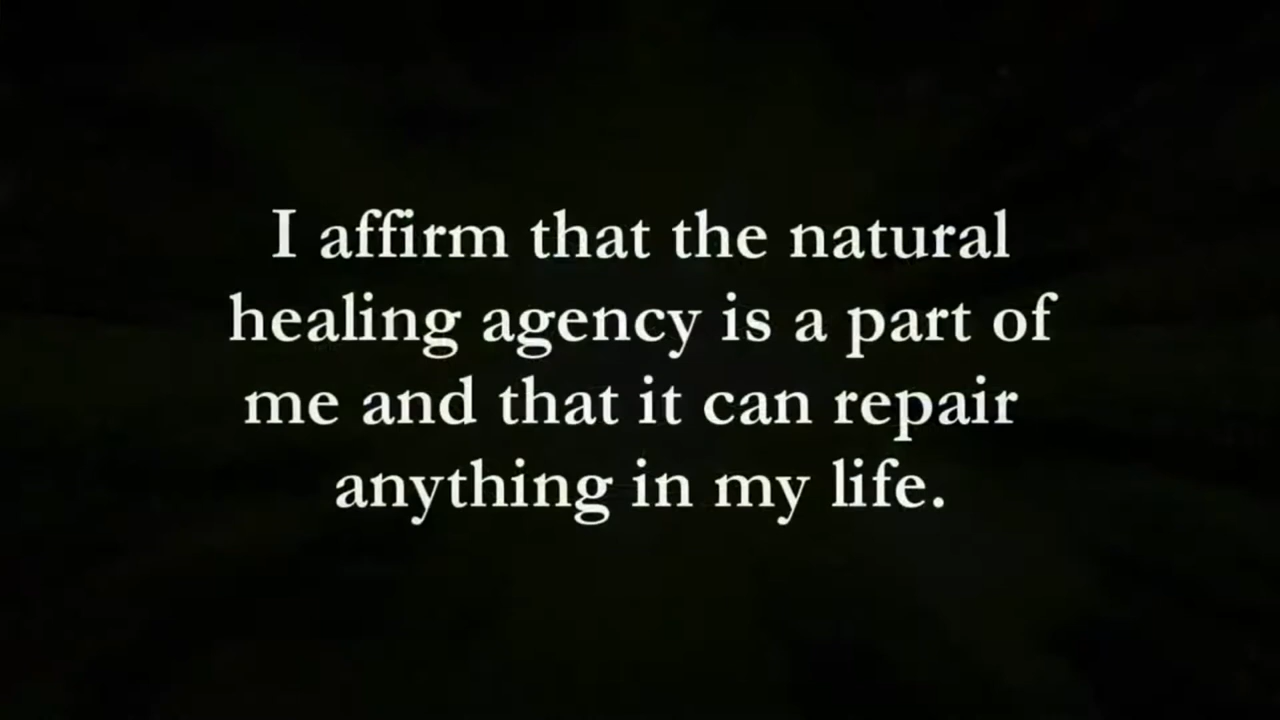 I affirm that the natural
healing agency is a part of
me and that it can repair
anything in my life.